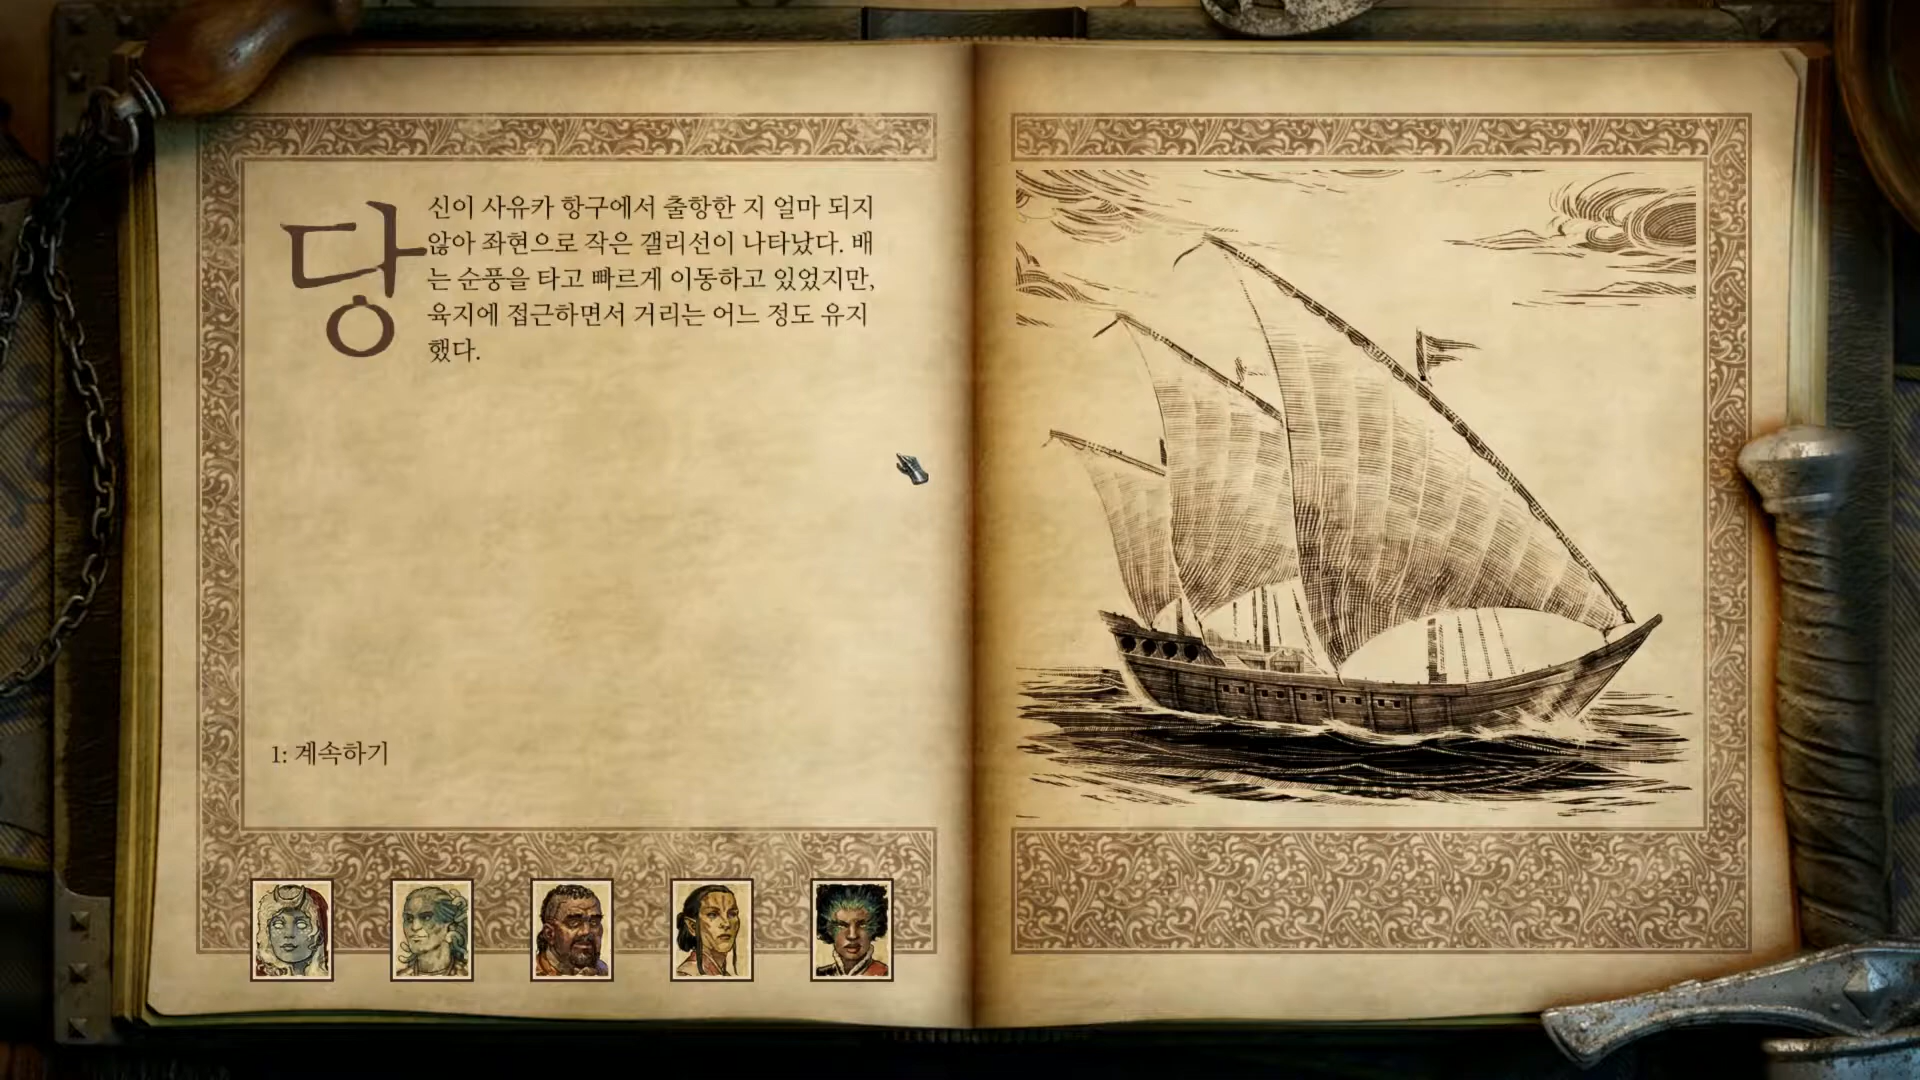 당신이 사유카 항구에서 출항한 지 얼마 되지
않아 좌현으로 작은 갤리선이 나타났다. 배
는 순풍을 타고 빠르게 이동하고 있었지만,
육지에 접근하면서 거리는 어느 정도 유지
했다.
1: 계속하기